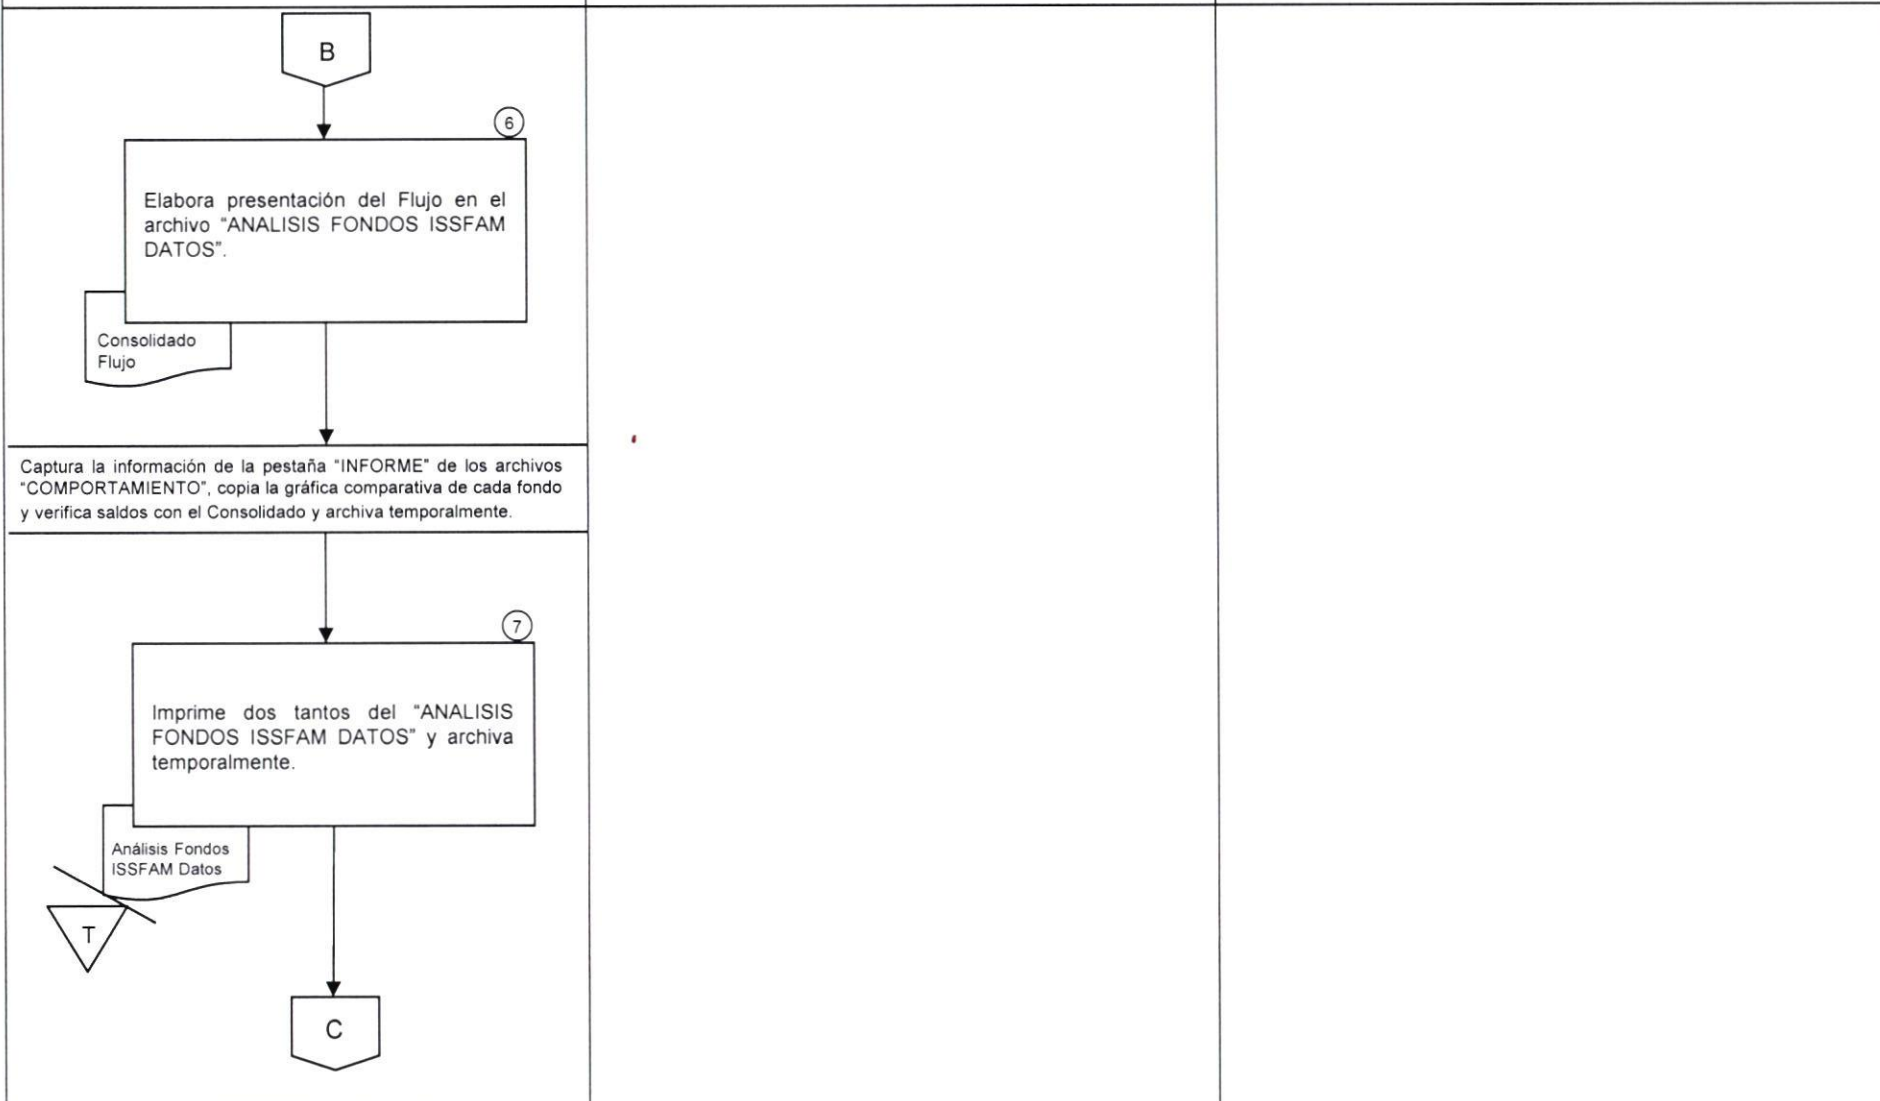 B
6
Elabora presentación del Flujo en el
archivo “ANALISIS FONDOS ISSFAM
DATOS”.
Consolidado
Flujo
Captura la información de la pestaña “INFORME” de los archivos
“COMPORTAMIENTO”, copia la gráfica comparativa de cada fondo
y verifica saldos con el Consolidado y archiva temporalmente.
7
Imprime dos tantos del “ANALISIS
FONDOS ISSFAM DATOS” y archiva
temporalmente.
Análisis Fondos
ISSFAM Datos
T
C